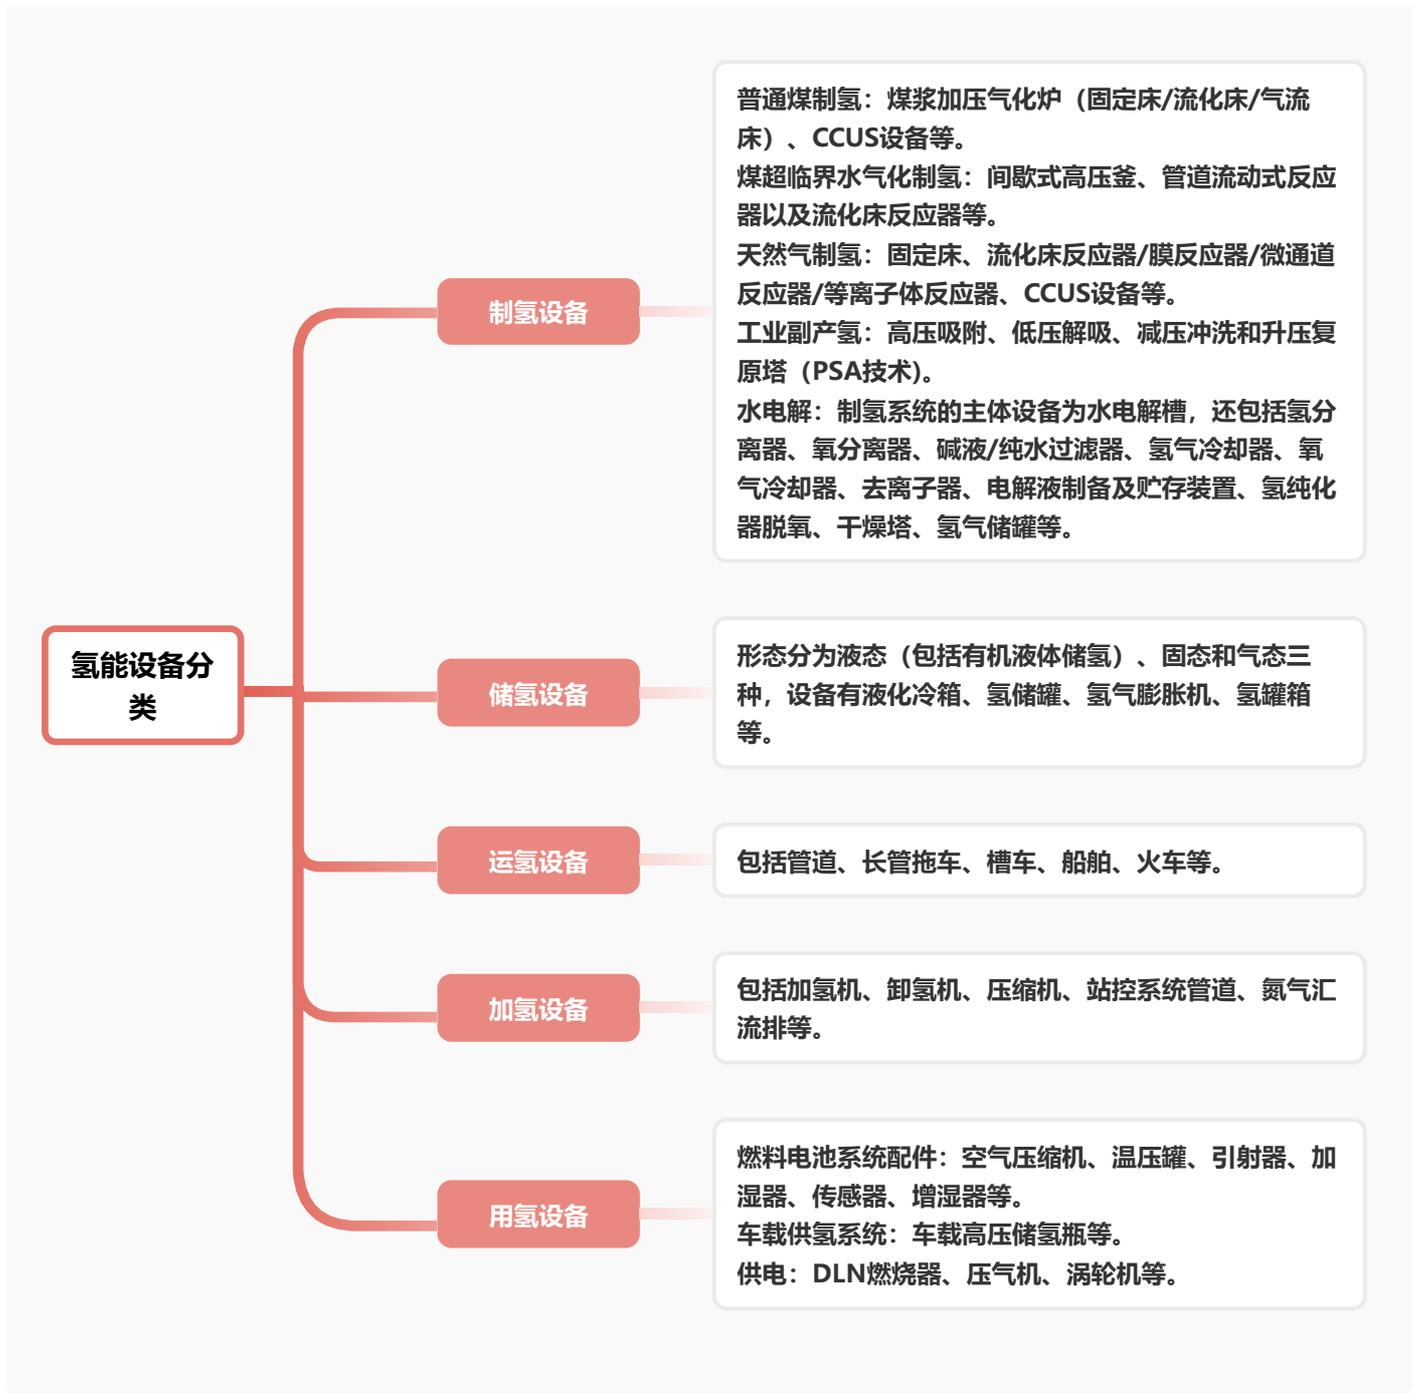 氢能设备分
类
制氢设备
普通煤制氢：煤浆加压气化炉（固定床/流化床/气流
床）、CCUS设备等。
煤超临界水气化制氢：间歇式高压釜、管道流动式反应
器以及流化床反应器等。
天然气制氢：固定床、流化床反应器/膜反应器/微通道
反应器/等离子体反应器、CCUS设备等。
工业副产氢：高压吸附、低压解吸、减压冲洗和升压复
原塔（PSA技术)。
水电解：制氢系统的主体设备为水电解槽，还包括氢分
离器、氧分离器、碱液/纯水过滤器、氢气冷却器、氧
气冷却器、去离子器、电解液制备及贮存装置、氢纯化
器脱氧、干燥塔、氢气储罐等。
储氢设备
形态分为液态（包括有机液体储氢）、固态和气态三
种，设备有液化冷箱、氢储罐、氢气膨胀机、氢罐箱
等。
运氢设备
包括管道、长管拖车、槽车、船舶、火车等。
加氢设备
包括加氢机、卸氢机、压缩机、站控系统管道、氮气汇
流排等。
用氢设备
燃料电池系统配件：空气压缩机、温压罐、引射器、加
湿器、传感器、增湿器等。
车载供氢系统：车载高压储氢瓶等。
供电：DLN燃烧器、压气机、涡轮机等。